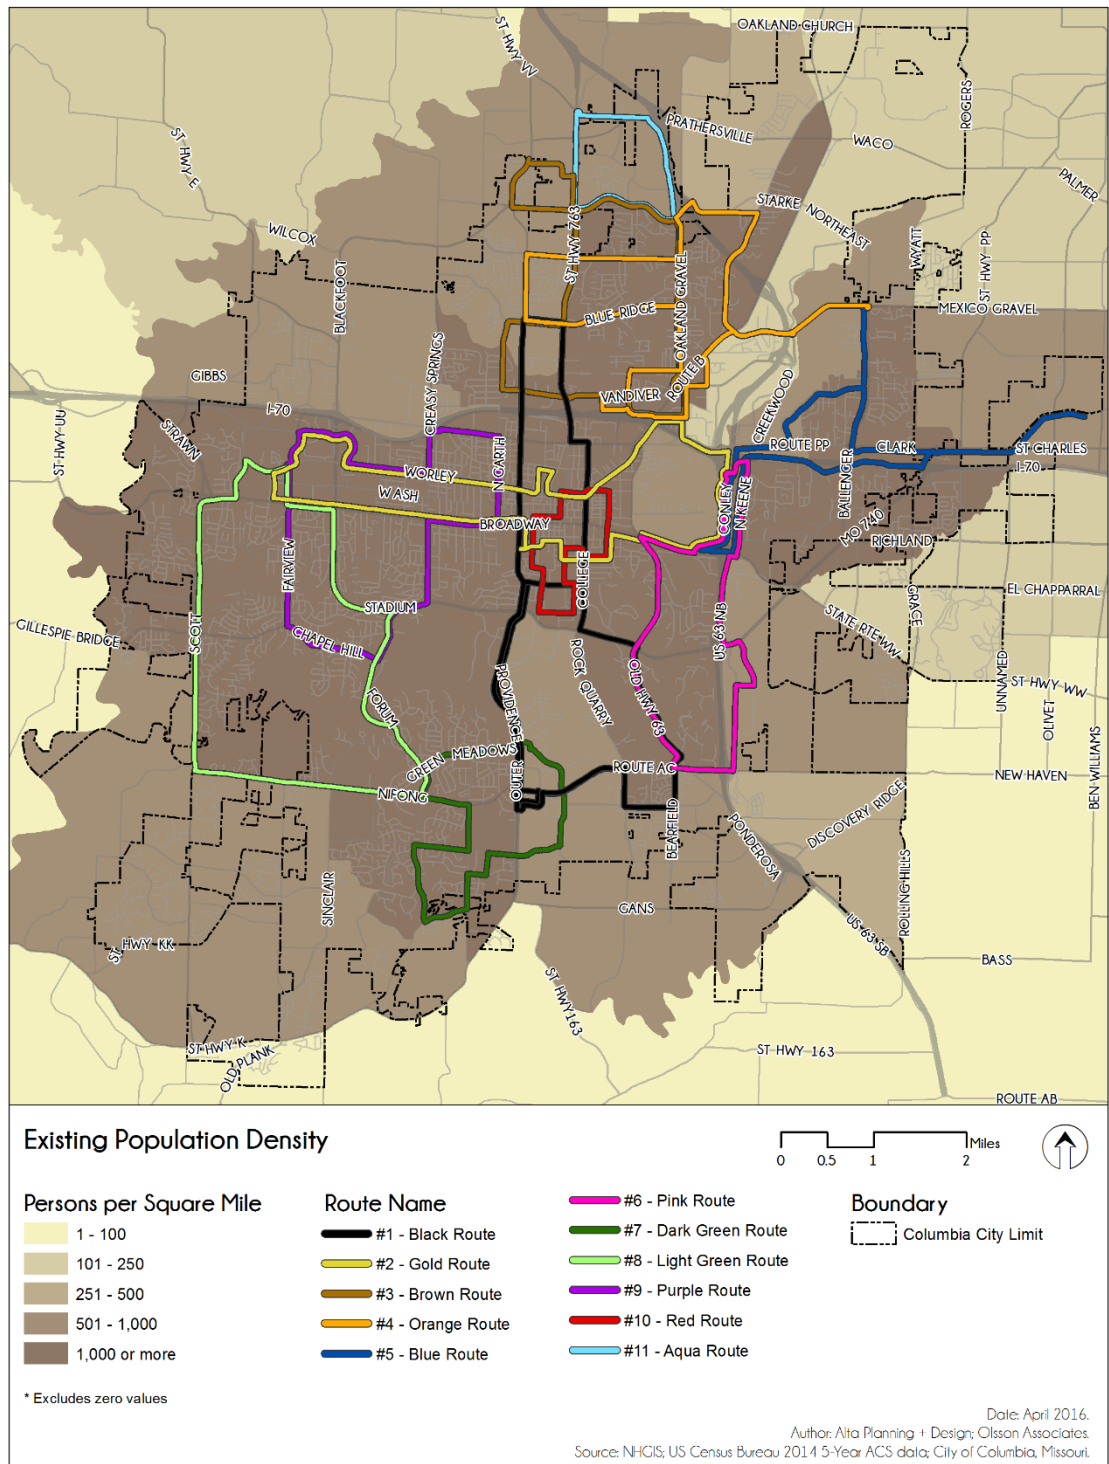 OAKLAND CHURCH
ST HWY VV
ROGERS
PRATHERSVILLE
WACO
ST HWY E
PALMER
STARKE NORTHEAST
WILCOX
ST HWY 763
WYATT
ST HWY PP
BLACKFOOT
OAKLAND GRAVEL
MEXICO GRAVEL
BLUE RIDGE
CREASY SPRINGS
GIBBS
ROUTE B
VANDIVER
CREEKWOOD
I-70
ST HWY UU
STRAWN
N GARTH
ROUTE PP
CLARK
ST CHARLES
I-70
WORLEY
W ASH
BALLENGER
CONLEY
N KEENE
BROADWAY
MO 740
RICHLAND
FAIRVIEW
COLLEGE
EL CHAPPARRAL
GRACE
STADIUM
GILLESPIE BRIDGE
SCOTT
CHAPEL HILL
US 63 NB
STATE RTE WW
ROCK QUARRY
OLD HWY 63
UNNAMED
ST HWY WW
PROVIDENCE
FORUM
OLIVET
BEN WILLIAMS
GREEN MEADOWS
OUTER
ROUTE AC
NEW HAVEN
NIFONG
BEARFIELD
PONDEROSA
DISCOVERY RIDGE
SINCLAIR
GANS
ROLLING HILLS
ST HWY KK
US 63 SB
BASS
ST HWY 163
ST HWY K
OLD PLANK
ST HWY 163
ROUTE AB
Existing Population Density
Miles
0 0.5 1 2
Persons per Square Mile
1 - 100
101 - 250
251 - 500
501 - 1,000
1,000 or more
* Excludes zero values
Route Name
#1 - Black Route
#2 - Gold Route
#3 - Brown Route
#4 - Orange Route
#5 - Blue Route
#6 - Pink Route
#7 - Dark Green Route
#8 - Light Green Route
#9 - Purple Route
#10 - Red Route
#11 - Aqua Route
Boundary
Columbia City Limit
Date: April 2016.
Author: Alta Planning + Design; Olsson Associates.
Source: NHGIS; US Census Bureau 2014 5-Year ACS data; City of Columbia, Missouri.